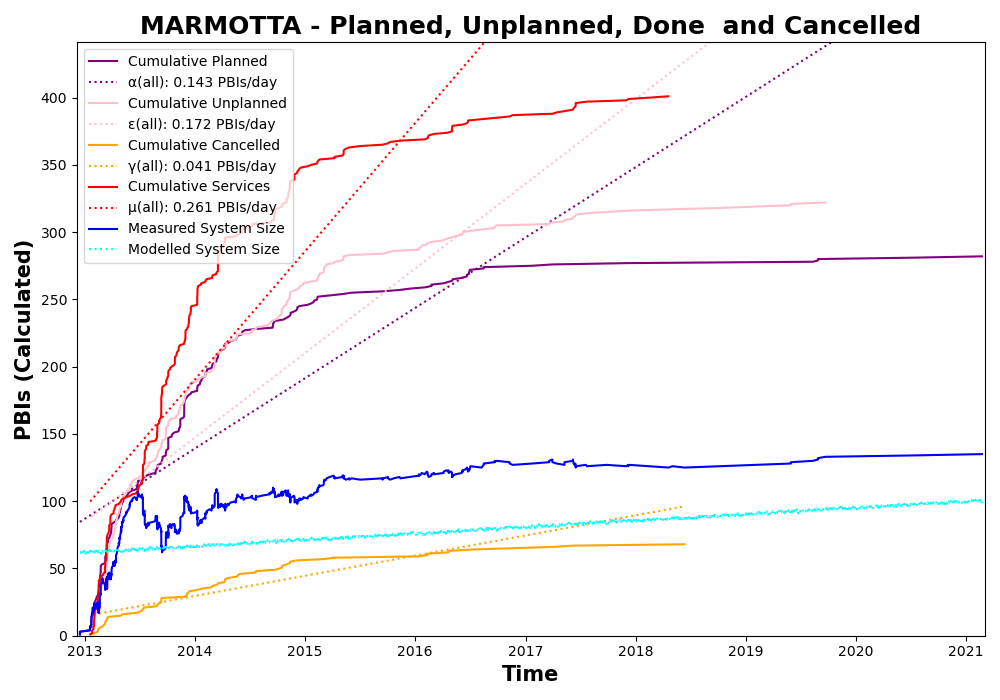 MARMOTTA - Planned, Unplanned, Done  and Cancelled
Cumulative Planned
α(all): 0.143 PBIs/day
Cumulative Unplanned
ε(all): 0.172 PBIs/day
Cumulative Cancelled
γ(all): 0.041 PBIs/day
Cumulative Services
μ(all): 0.261 PBIs/day
Measured System Size
Modelled System Size
PBIs (Calculated)
400
350
300
250
200
150
100
50
0
2013 2014 2015 2016 2017 2018 2019 2020 2021
Time